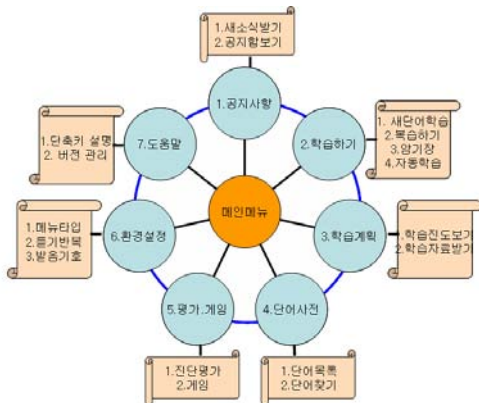 1.새소식받기
2.공지함보기
1.공지사항
1.단축키 설명
2. 버전 관리
7.도움말
2.학습하기
1. 새단어학습
2.복습하기
3.암기장
4.자동학습
메인메뉴
1.메뉴타입
2.듣기반복
3.발음기호
6.환경설정
3.학습계획
1.학습진도보기
2.학습자료받기
5.평가.게임
4.단어사전
1.진단평가
2.게임
1.단어목록
2.단어찾기